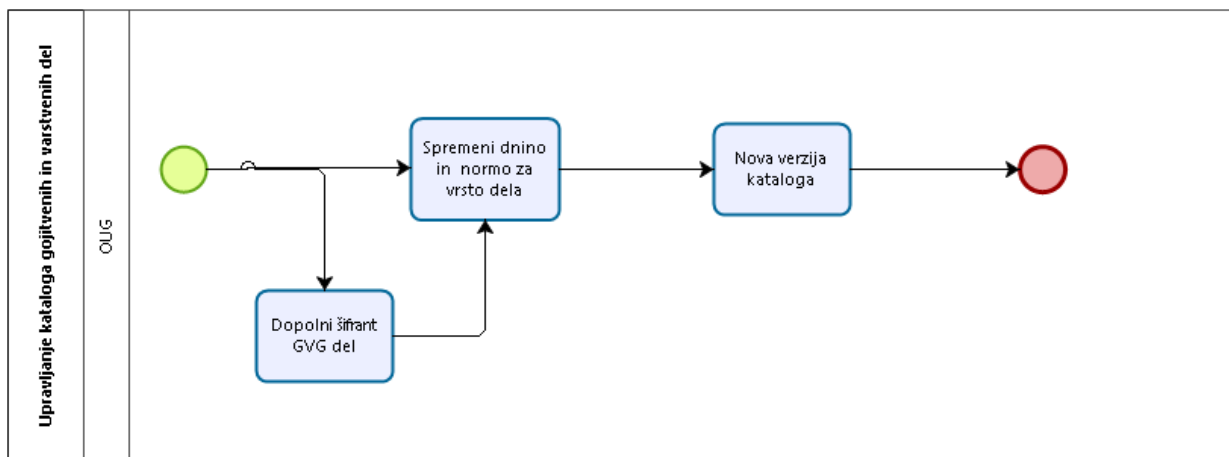 Upravljanje kataloga gojitvenih in varstvenih del
OUG
Spremeni dnino
in normo za
vrsto dela
Nova verzija
kataloga
Dopolni šifrant
GVG del